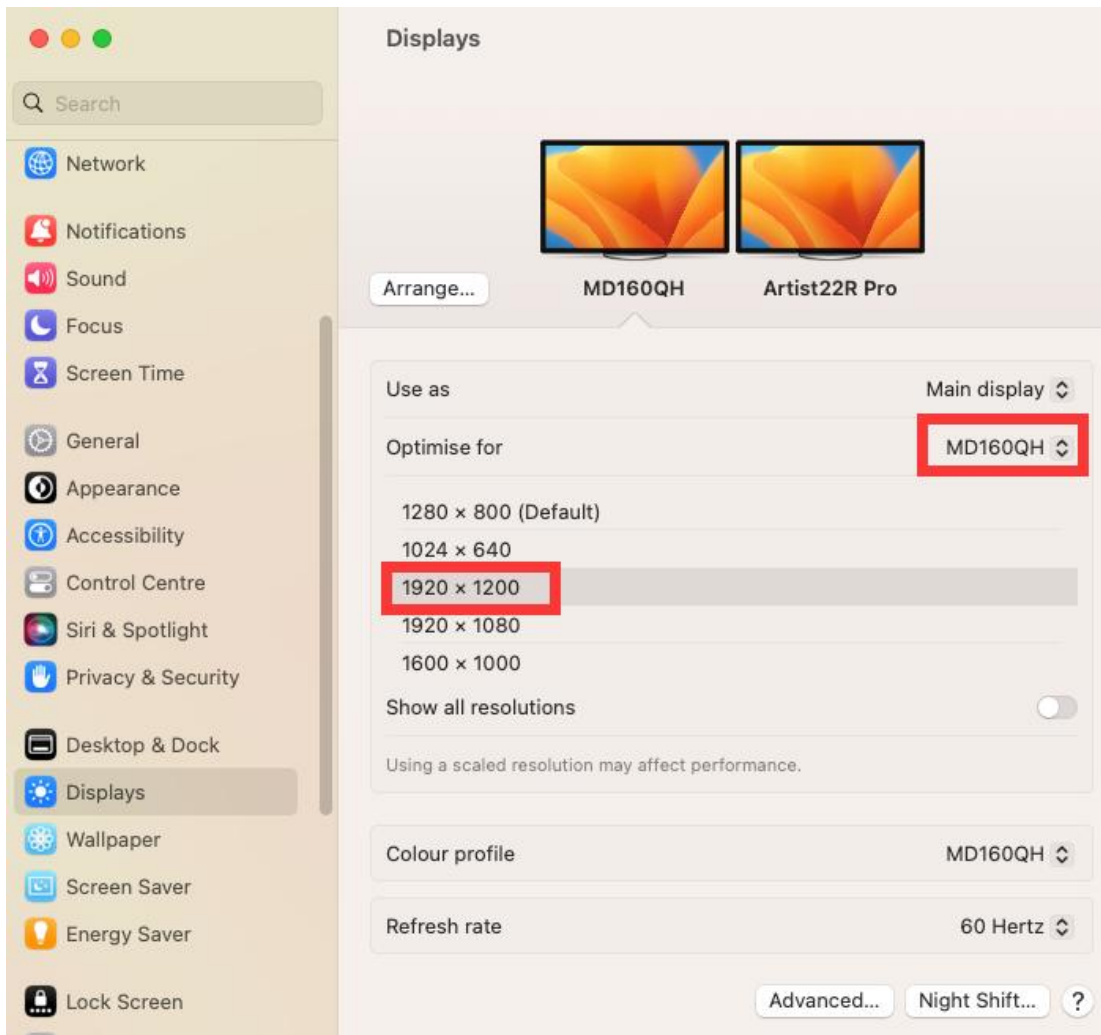 Displays
Search
Network
Notifications
Sound
Focus
Screen Time
General
Appearance
Accessibility
Control Centre
Siri & Spotlight
Privacy & Security
Desktop & Dock
Displays
Wallpaper
Screen Saver
Energy Saver
Lock Screen
Arrange...
MD160QH
Artist22R Pro
Use as
Main display
Optimise for
MD160QH
1280 × 800 (Default)
1024 × 640
1920 × 1200
1920 × 1080
1600 × 1000
Show all resolutions
Using a scaled resolution may affect performance.
Colour profile
MD160QH
Refresh rate
60 Hertz
Advanced...
Night Shift...
?